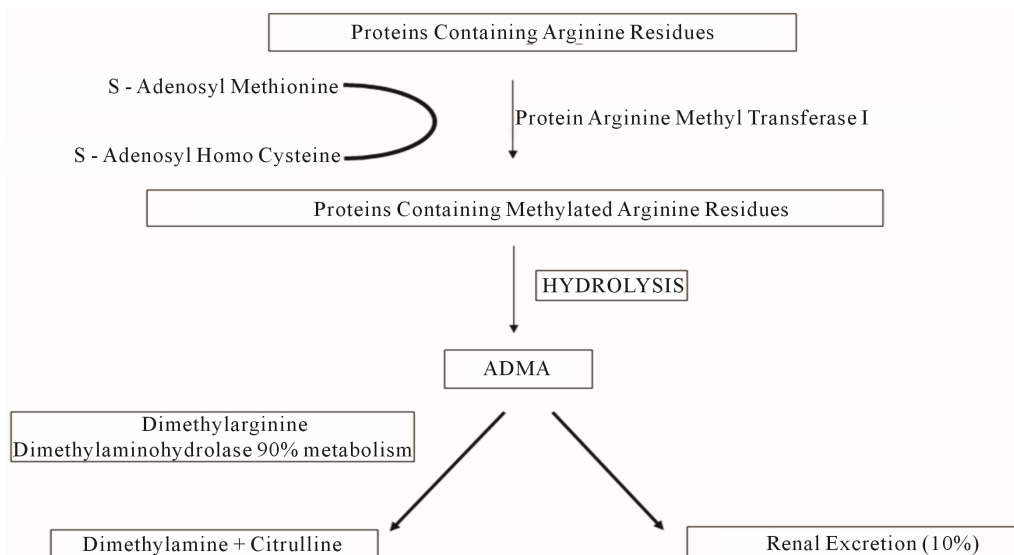 Proteins Containing Arginine Residues
S - Adenosyl Methionine
Protein Arginine Methyl Transferase I
S - Adenosyl Homo Cysteine
Proteins Containing Methylated Arginine Residues
HYDROLYSIS
ADMA
Dimethylarginine
Dimethylaminohydrolase 90% metabolism
Dimethylamine + Citrulline
Renal Excretion (10%)